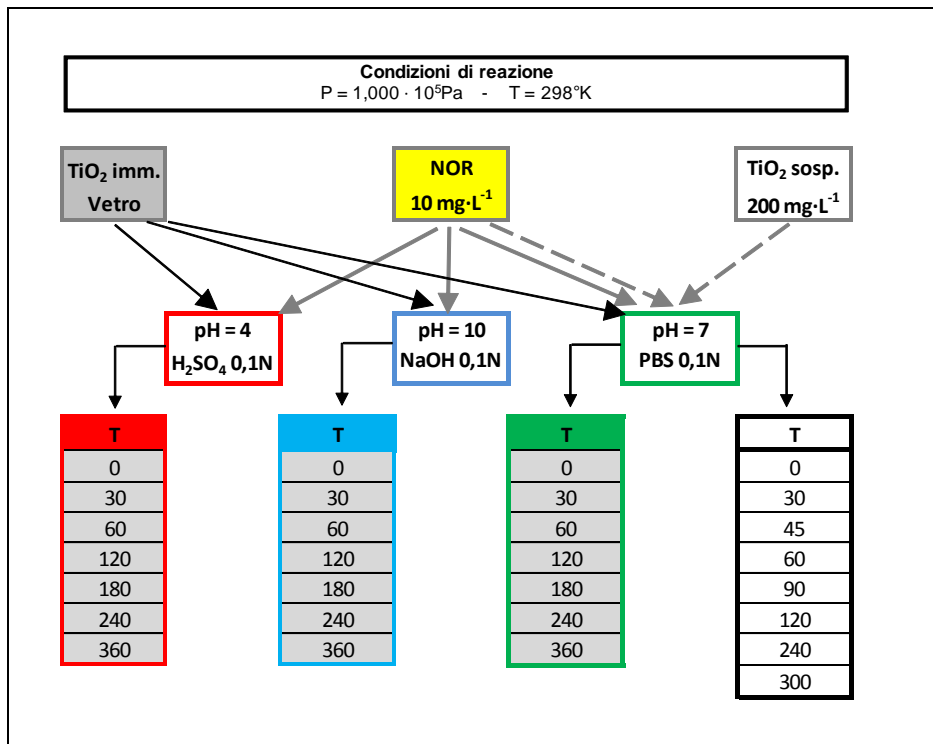 Condizioni di reazione
P = 1,000 · 10⁵Pa - T = 298°K
TiO₂ imm.
Vetro
NOR
10 mg·L⁻¹
TiO₂ sosp.
200 mg·L⁻¹
pH = 4
H₂SO₄ 0,1N
pH = 10
NaOH 0,1N
pH = 7
PBS 0,1N
T
0
30
60
120
180
240
360
T
0
30
60
120
180
240
360
T
0
30
60
120
180
240
360
T
0
30
45
60
90
120
240
300